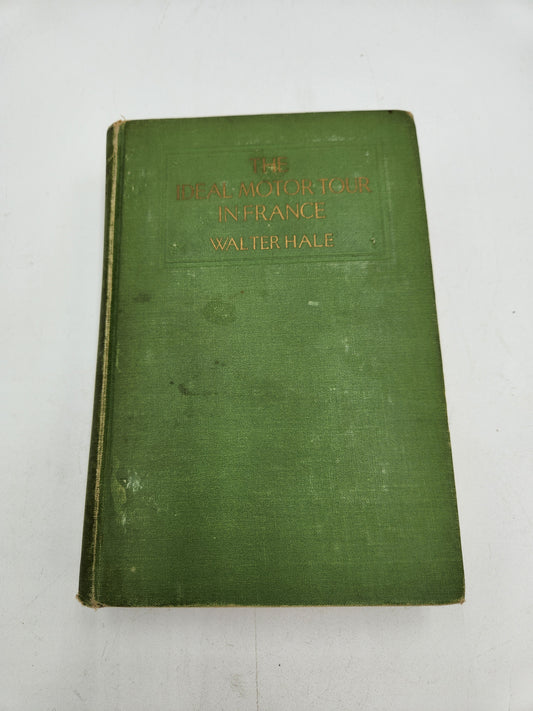 THE
IDEAL MOTOR TOUR
IN FRANCE
WALTER HALE